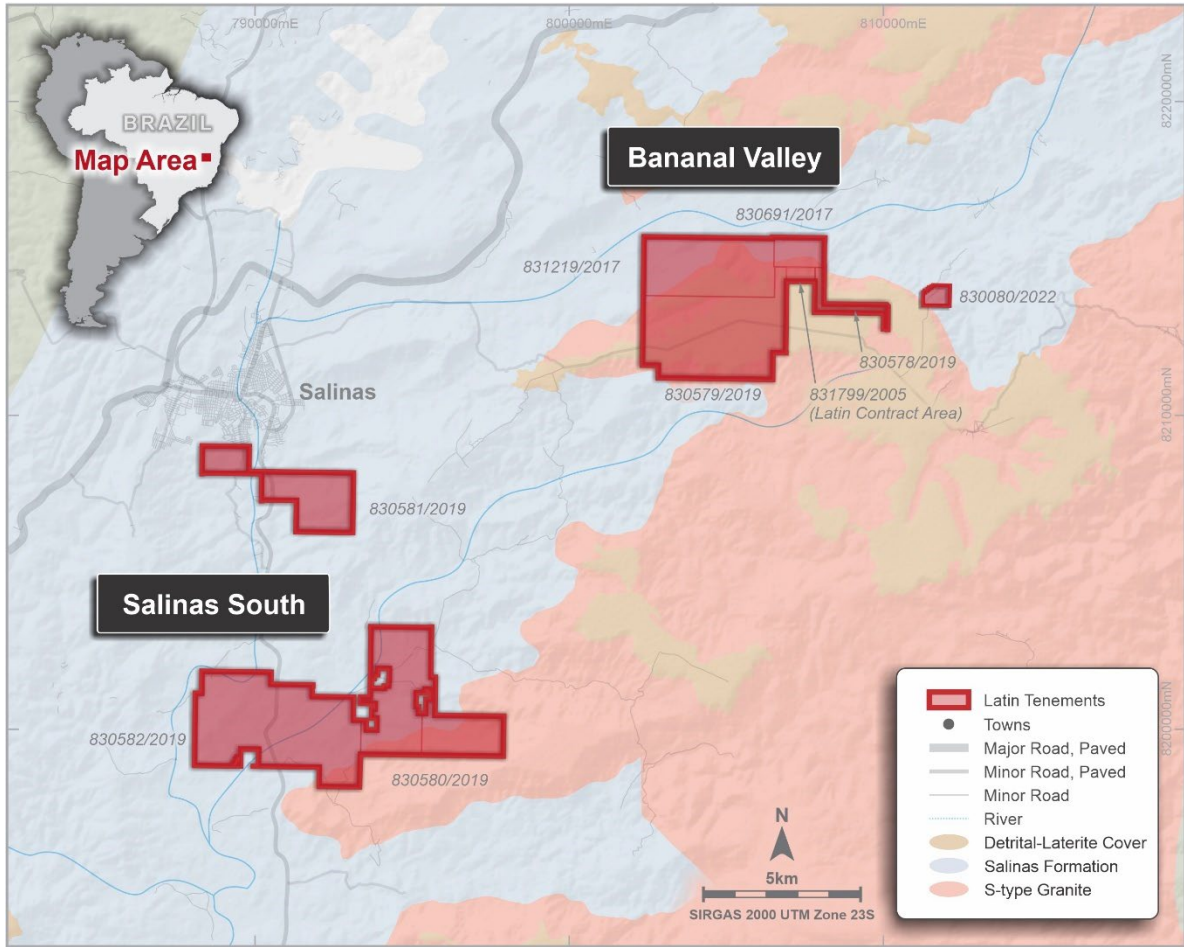 790000mE
800000mE
810000mE
8220000mN
BRAZIL
Map Area
Bananal Valley
830691/2017
831219/2017
830080/2022
830578/2019
830579/2019
831799/2005
(Latin Contract Area)
8210000mN
Salinas
830581/2019
Salinas South
830582/2019
830580/2019
8200000mN
Latin Tenements
Towns
Major Road, Paved
Minor Road, Paved
Minor Road
River
Detrital-Laterite Cover
Salinas Formation
S-type Granite
N
5km
SIRGAS 2000 UTM Zone 23S